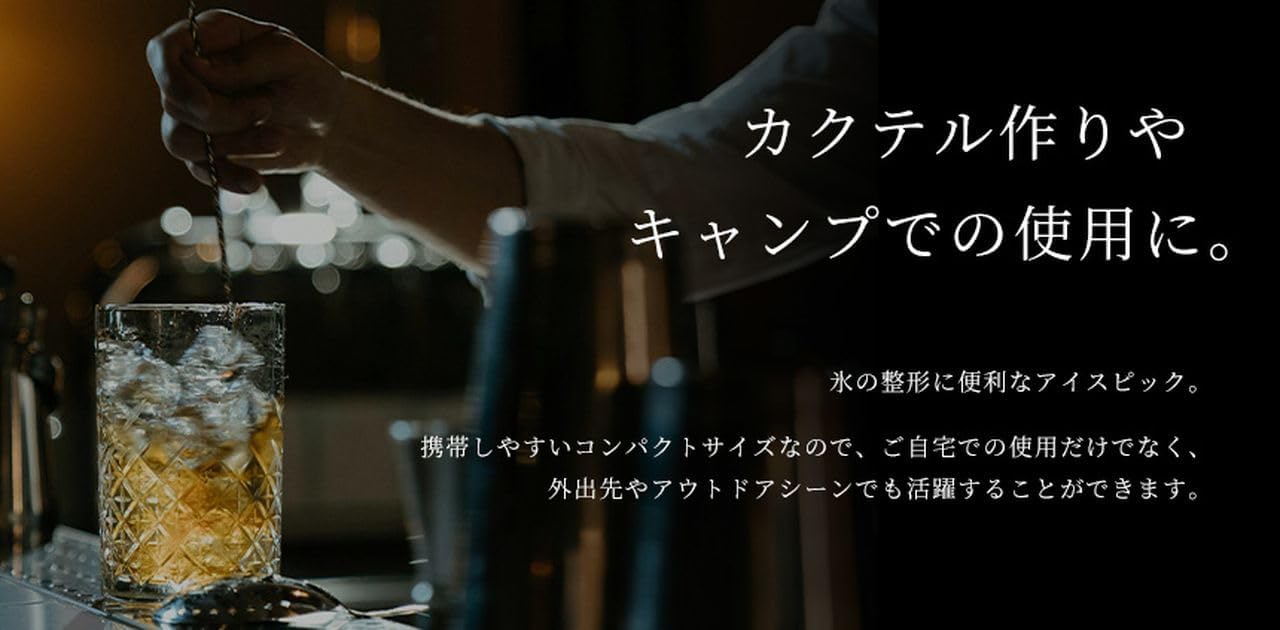 カクテル作りや
キャンプでの使用に。
氷の整形に便利なアイスピック。
携帯しやすいコンパクトサイズなので、ご自宅での使用だけでなく、
外出先やアウトドアシーンでも活躍することができます。